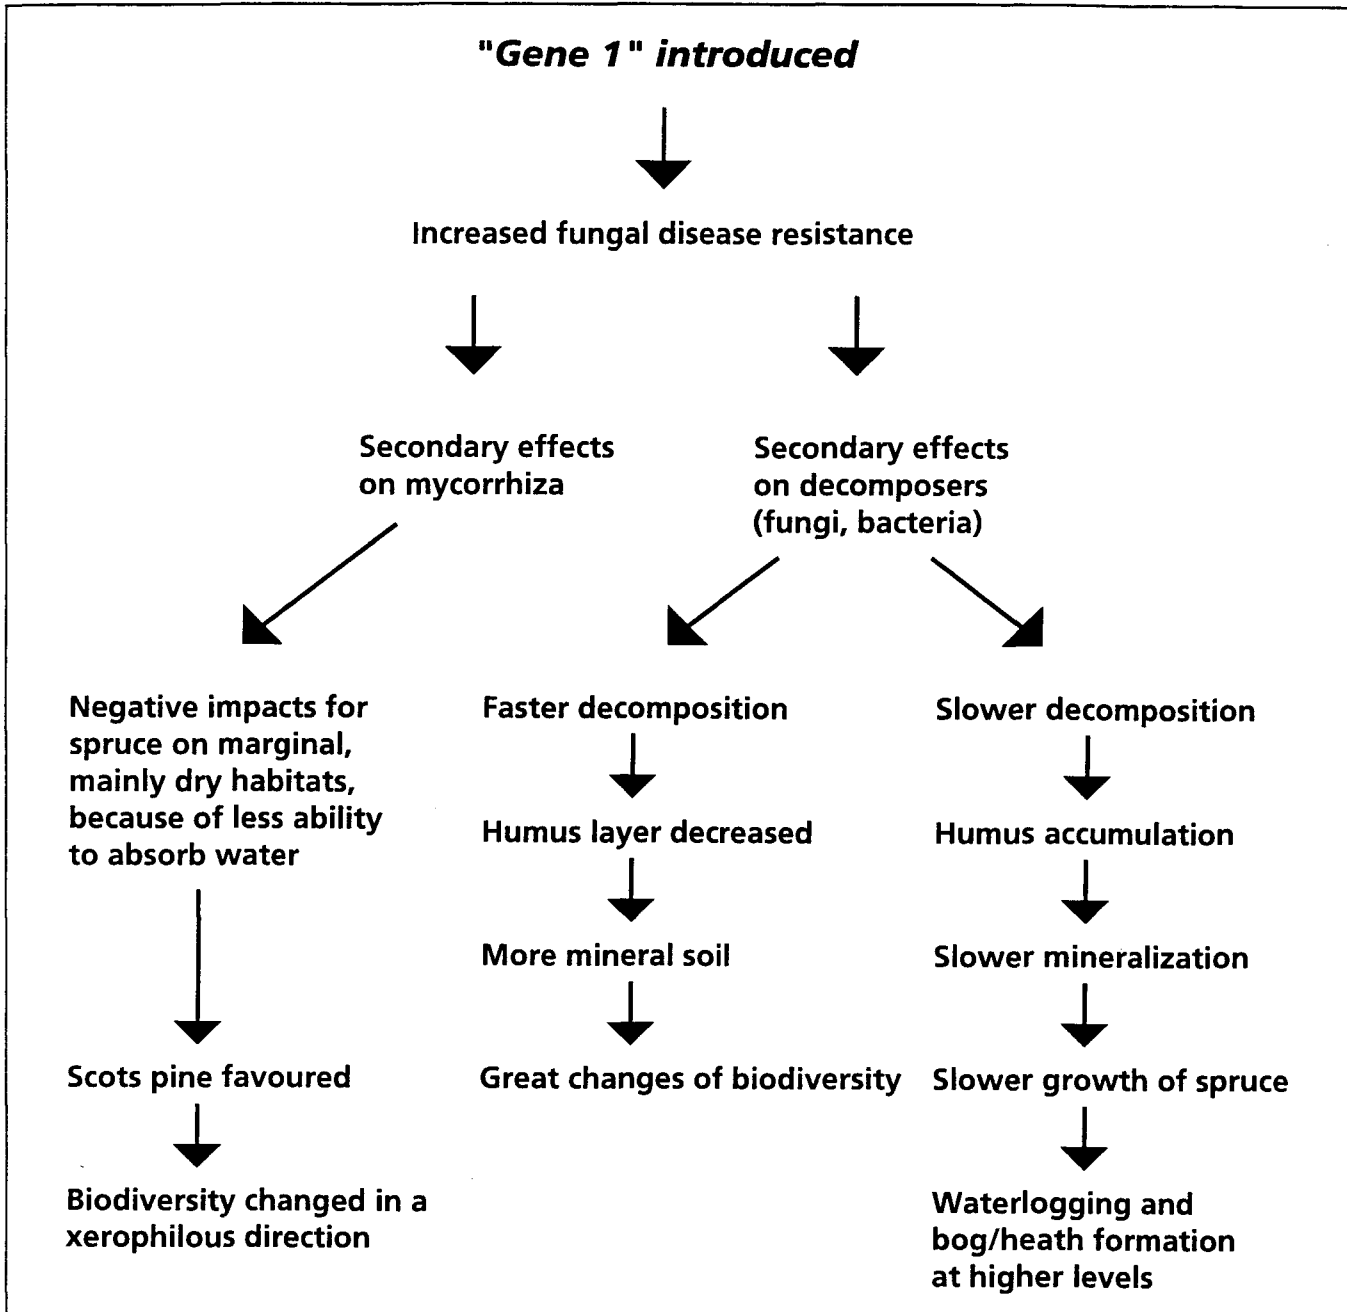 "Gene 1" introduced
Increased fungal disease resistance
Secondary effects
on mycorrhiza
Secondary effects
on decomposers
(fungi, bacteria)
Negative impacts for
spruce on marginal,
mainly dry habitats,
because of less ability
to absorb water
Scots pine favoured
Biodiversity changed in a
xerophilous direction
Faster decomposition
Humus layer decreased
More mineral soil
Great changes of biodiversity
Slower decomposition
Humus accumulation
Slower mineralization
Slower growth of spruce
Waterlogging and
bog/heath formation
at higher levels